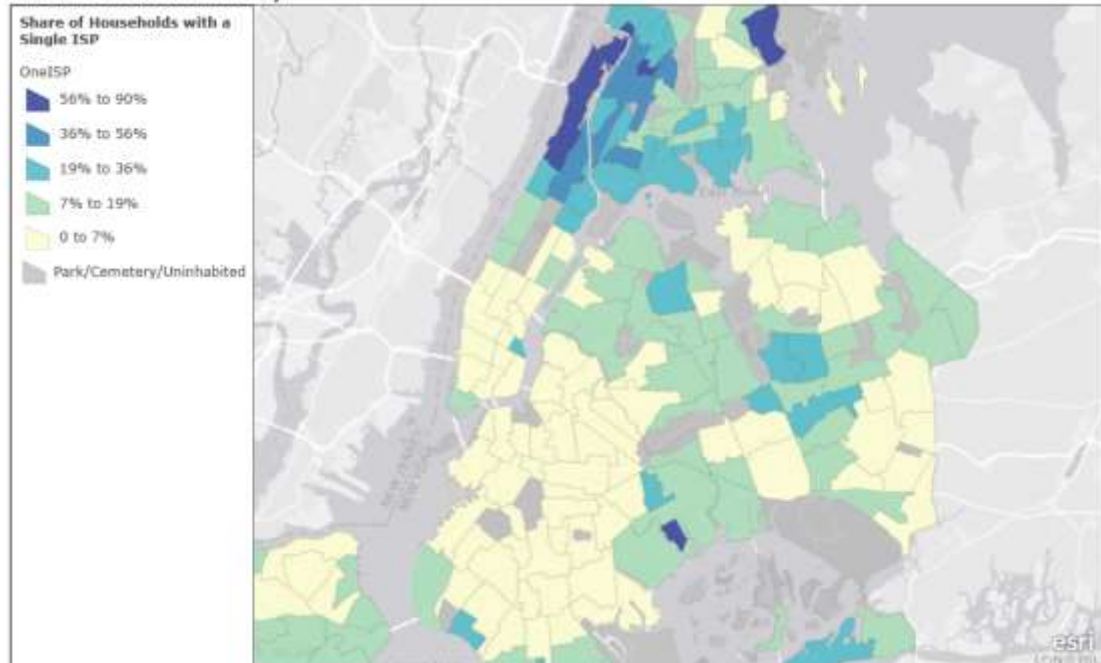 Share of Households with a
Single ISP
OneISP
56% to 90%
36% to 56%
19% to 36%
7% to 19%
0 to 7%
Park/Cemetery/Uninhabited
esri